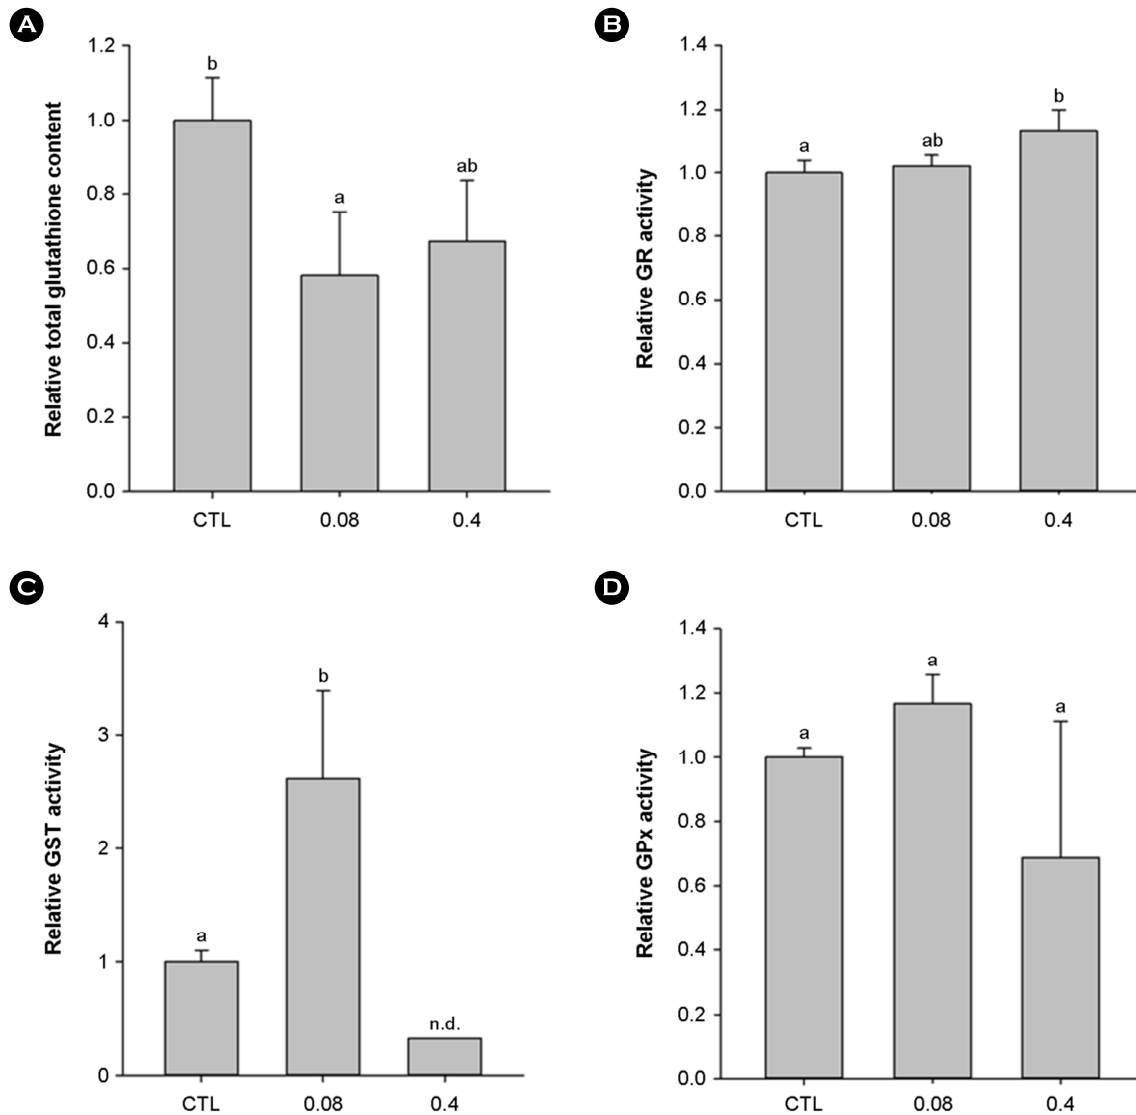 A
Relative total glutathione content
1.2
1.0
0.8
0.6
0.4
0.2
0.0
b
a
ab
CTL 0.08 0.4
B
Relative GR activity
1.4
1.2
1.0
0.8
0.6
0.4
0.2
0.0
a
ab
b
CTL 0.08 0.4
C
Relative GST activity
4
3
2
1
0
a
b
n.d.
CTL 0.08 0.4
D
Relative GPx activity
1.4
1.2
1.0
0.8
0.6
0.4
0.2
0.0
a
a
a
CTL 0.08 0.4